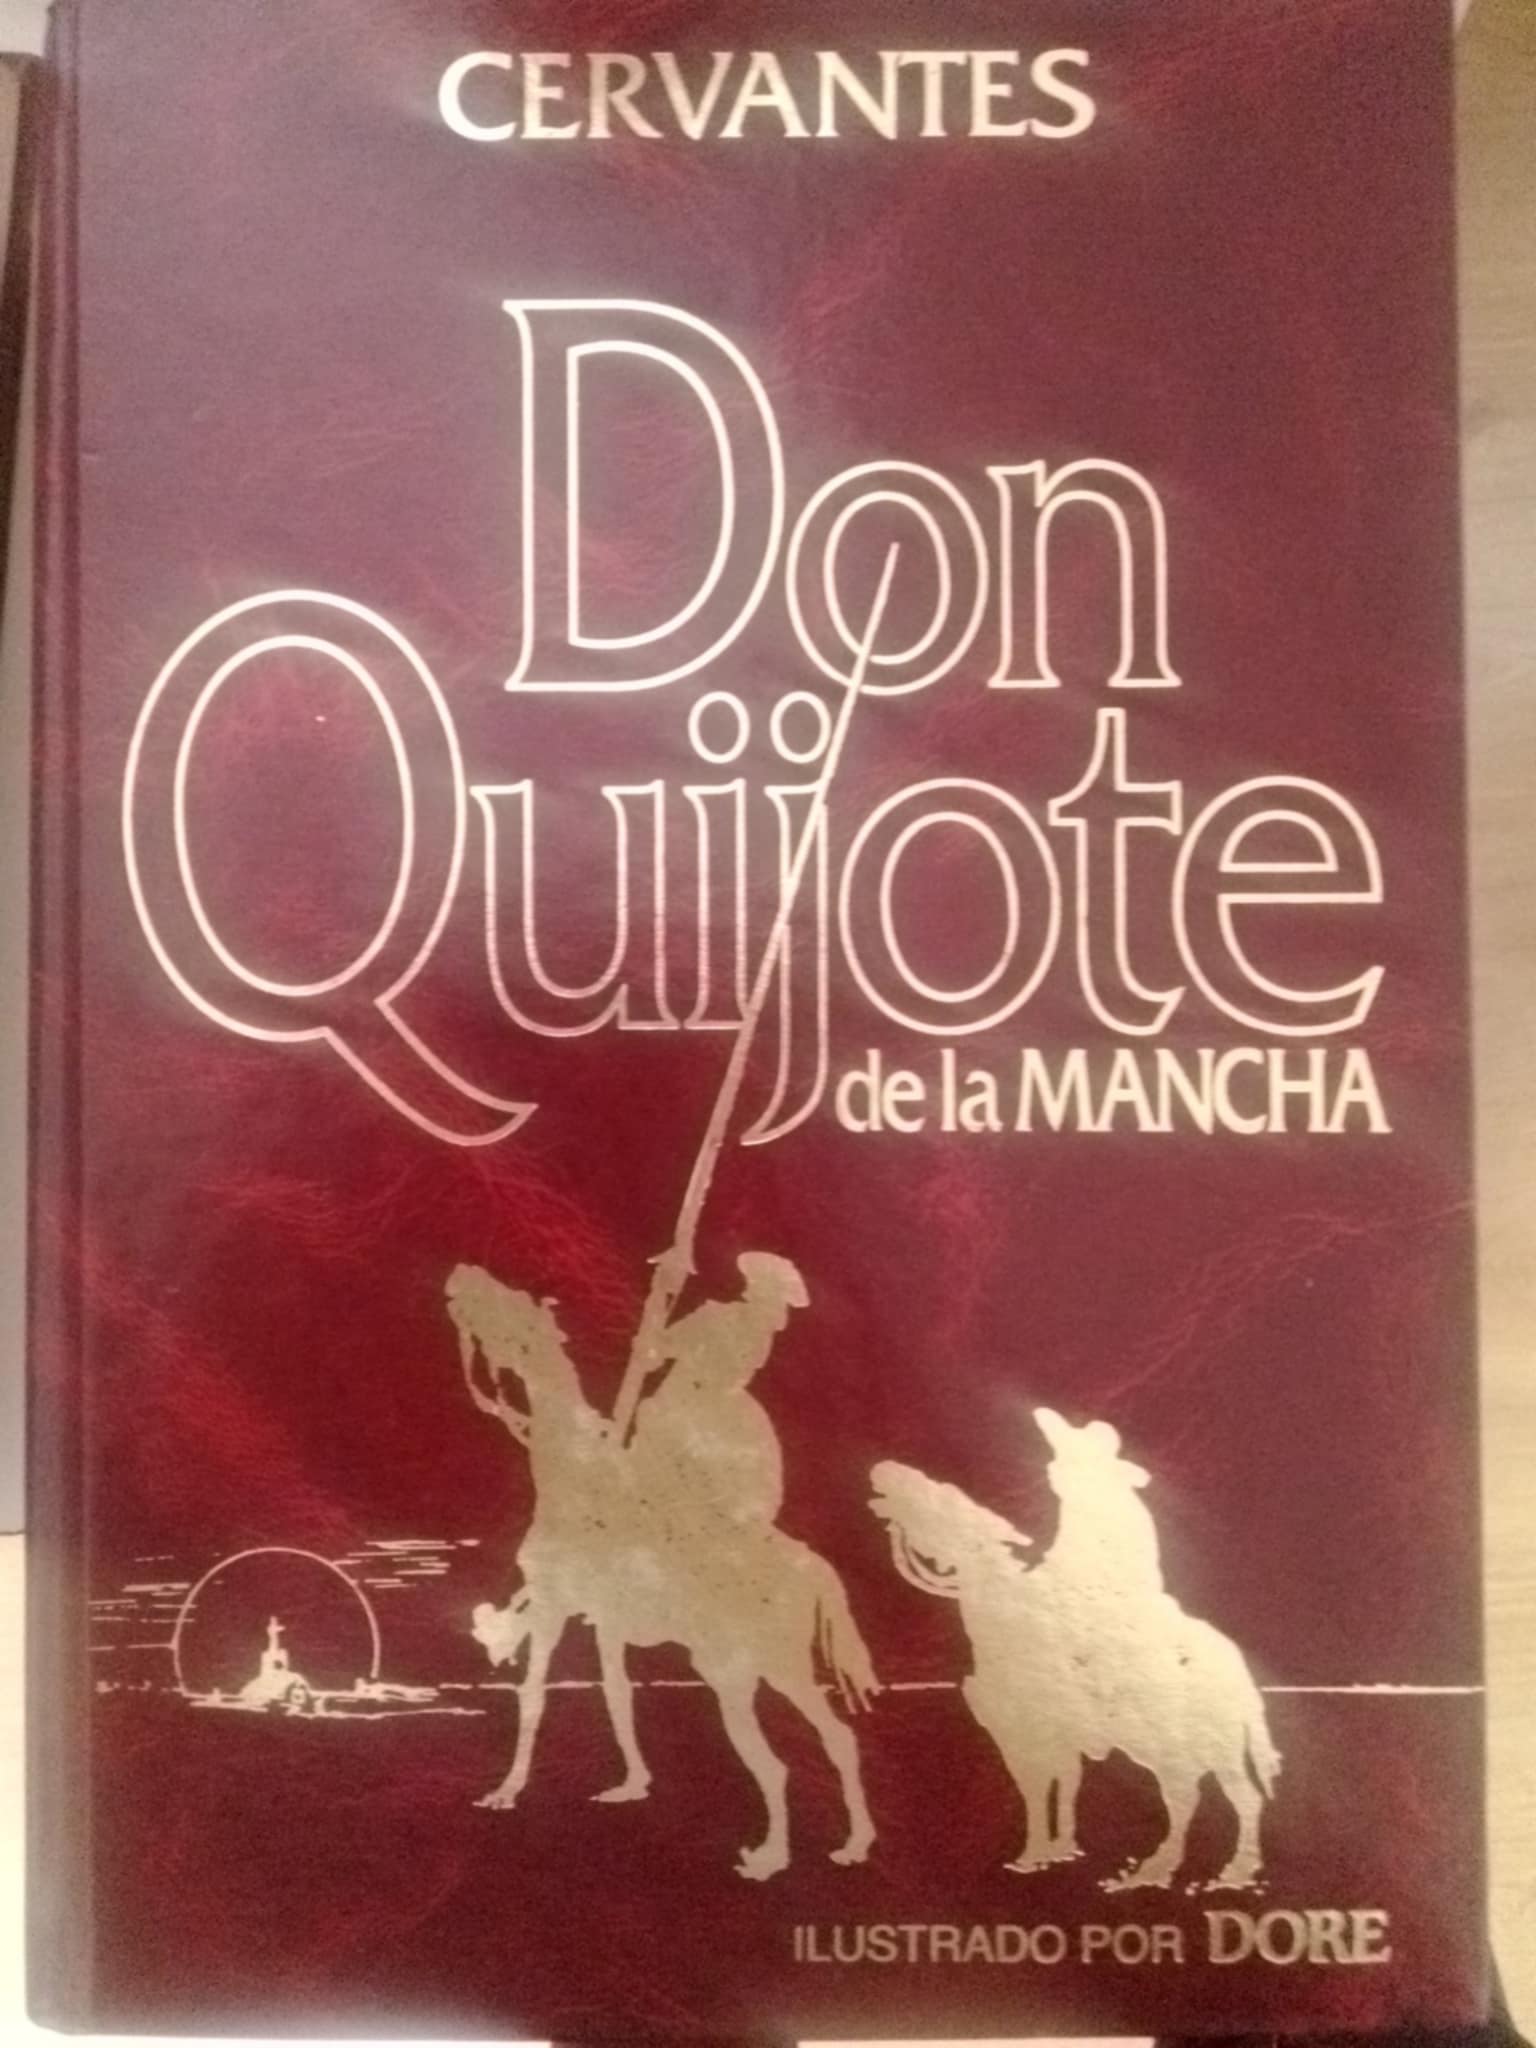 CERVANTES
Don
Quijote
de la MANCHA
ILUSTRADO POR DORE